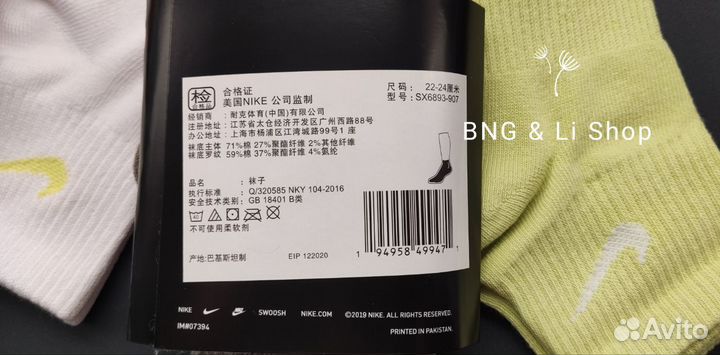 检
合格品
合格证
美国NIKE 公司监制
尺 码: 22-24厘米
型 号: SX6893-907
经销商: 耐克体育(中国)有限公司
注册地址: 江苏省太仓经济开发区广州西路88号
办公地址: 上海市杨浦区江湾城路99号1座
袜底主体 71%棉 27%聚酯纤维 2%其他纤维
袜底罗纹 59%棉 37%聚酯纤维 4%氨纶
品名: 袜子
执行标准: Q/320585 NKY 104-2016
安全技术类别: GB 18401 B类
40
不可使用柔软剂
1 94958 49947 1
产地: 巴基斯坦制
EIP 122020
NIKE
SWOOSH
NIKE.COM
©2019 NIKE. ALL RIGHTS RESERVED.
IM#07394
PRINTED IN PAKISTAN.
BNG & Li Shop
Avito